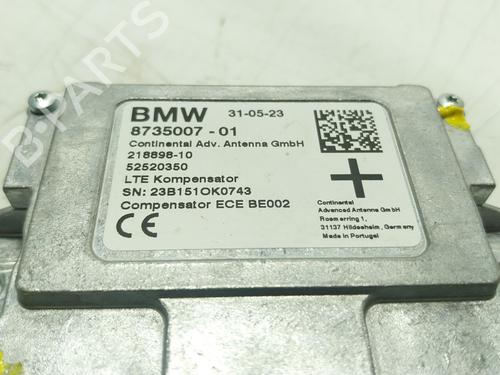 BMW 31-05-23
8735007-01
Continental Adv. Antenna GmbH
218898-10
52520350
LTE Kompensator
SN: 23B151OK0743
Compensator ECE BE002
CE
Continental
Advanced Antenna GmbH
Roemerring 1,
31137 Hildesheim, Germany
Made in Portugal
B-PARTS